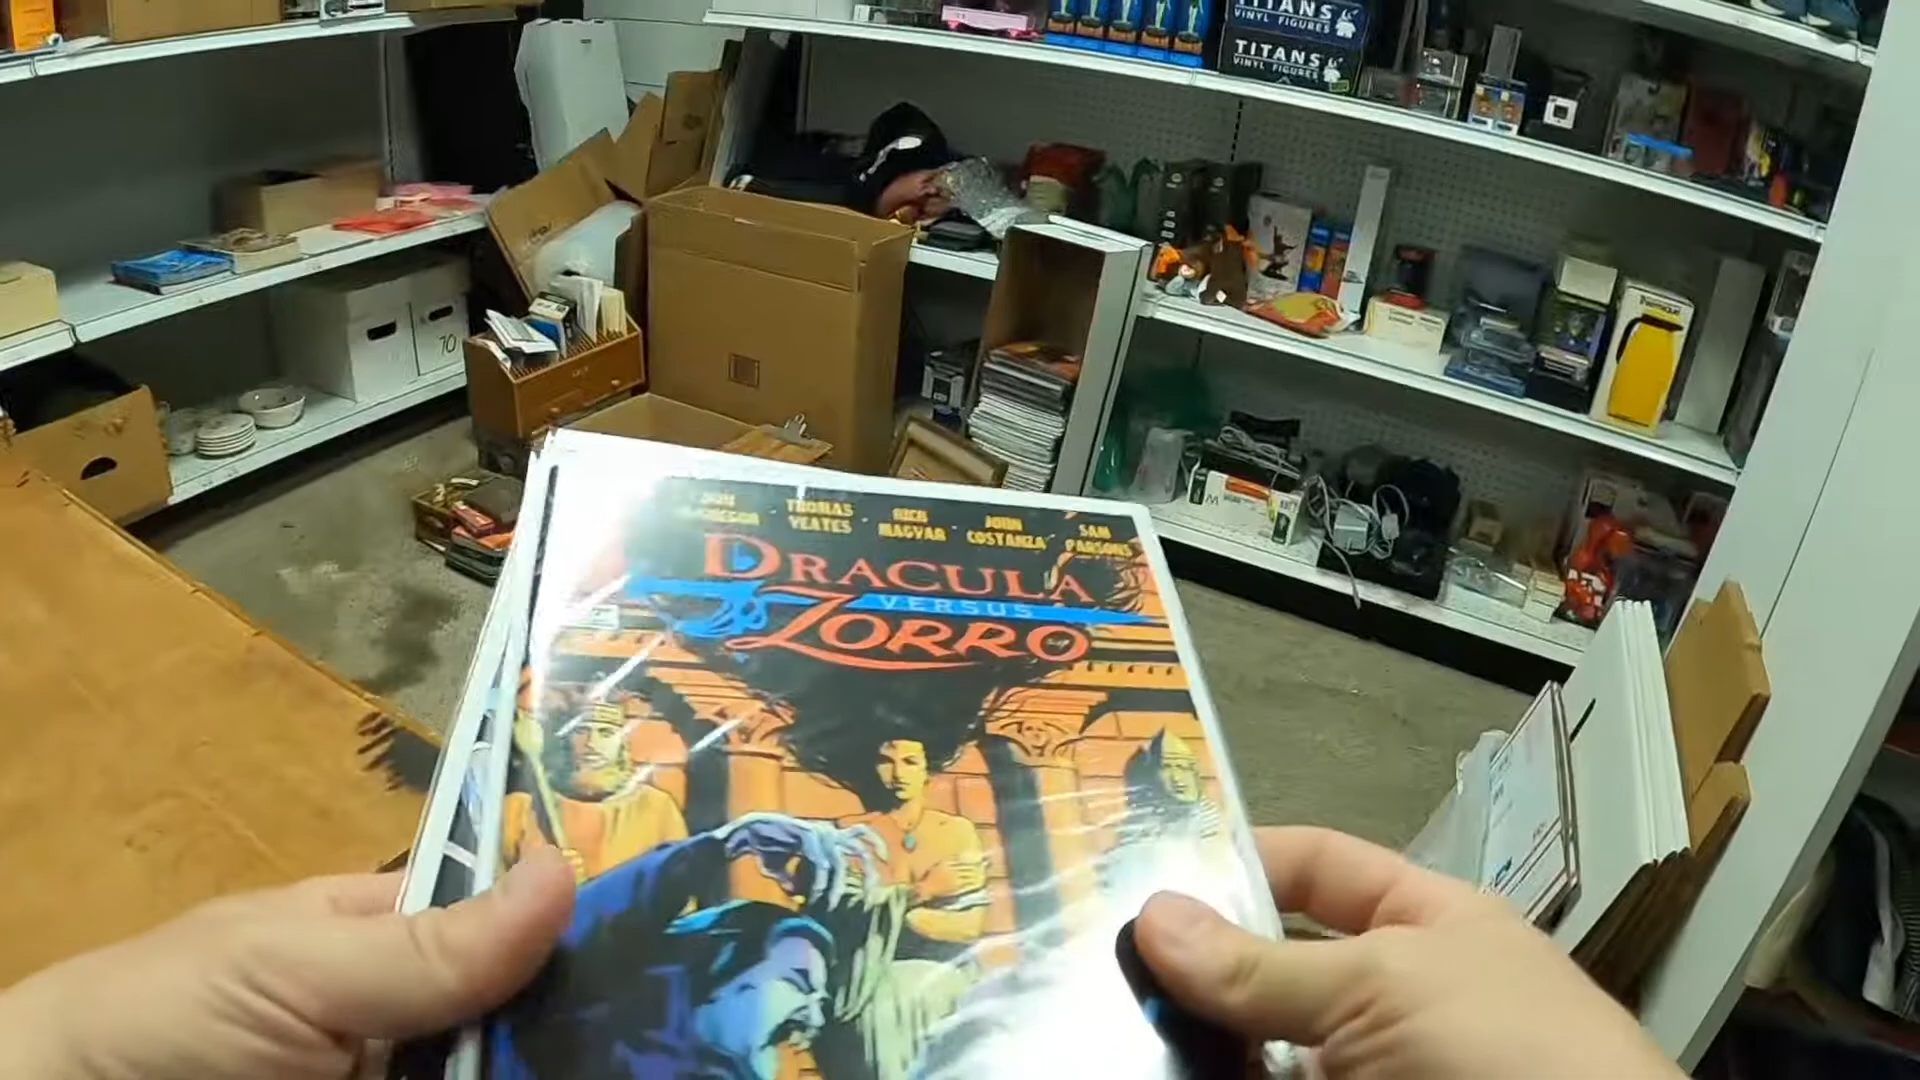 TITANS
VINYL FIGURES
TITANS
VINYL FIGURES
10
THOMAS YEATES
RICH MAGYAR
JOHN COSTANZA
SAM PARSONS
DRACULA
VERSUS
ZORRO